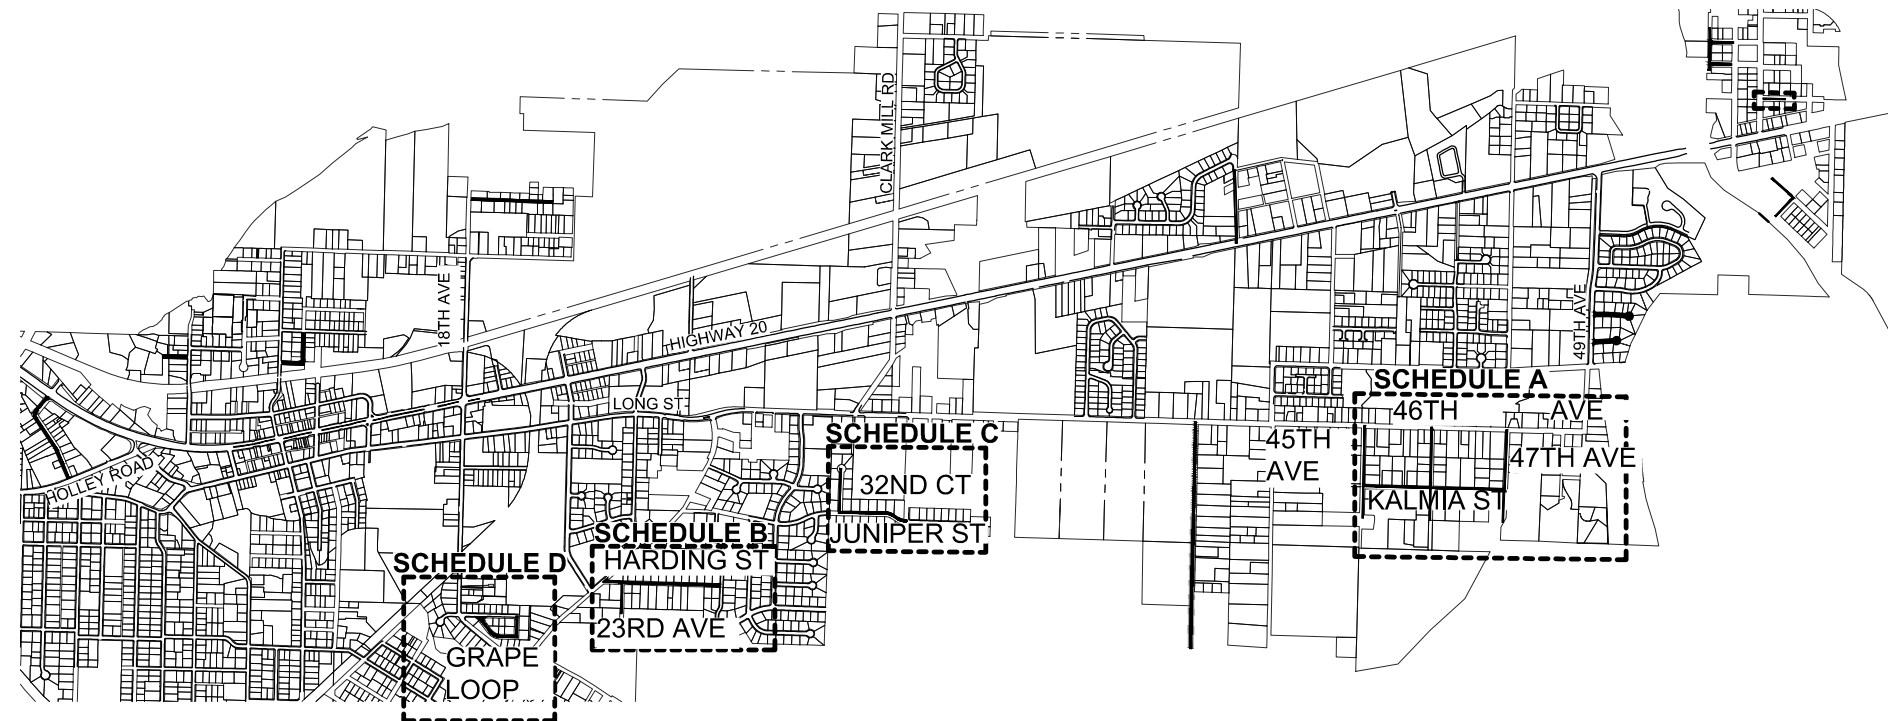 CLARK MILL RD
18TH AVE
HIGHWAY 20
49TH AVE
SCHEDULE A
LONG ST
46TH AVE
SCHEDULE C
45TH
AVE
47TH AVE
HOLLEY ROAD
32ND CT
KALMIA ST
SCHEDULE B
JUNIPER ST
SCHEDULE D
HARDING ST
23RD AVE
GRAPE
LOOP